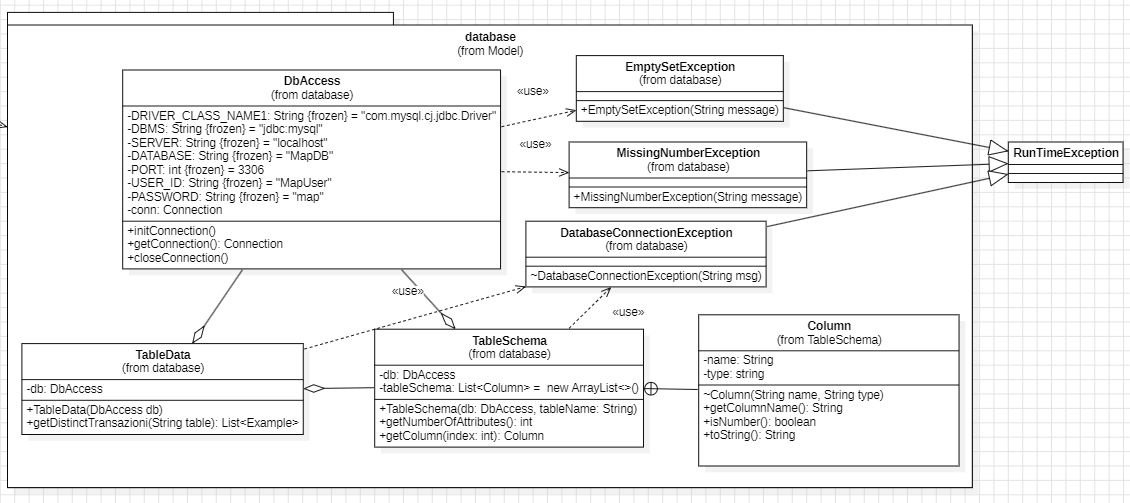 database
(from Model)
DbAccess
(from database)
-DRIVER_CLASS_NAME1: String {frozen} = "com.mysql.cj.jdbc.Driver"
-DBMS: String {frozen} = "jdbc:mysql"
-SERVER: String {frozen} = "localhost"
-DATABASE: String {frozen} = "MapDB"
-PORT: int {frozen} = 3306
-USER_ID: String {frozen} = "MapUser"
-PASSWORD: String {frozen} = "map"
-conn: Connection
+initConnection()
+getConnection(): Connection
+closeConnection()
«use»
«use»
EmptySetException
(from database)
+EmptySetException(String message)
MissingNumberException
(from database)
+MissingNumberException(String message)
RunTimeException
DatabaseConnectionException
(from database)
~DatabaseConnectionException(String msg)
«use»
«use»
TableData
(from database)
-db: DbAccess
+TableData(DbAccess db)
+getDistinctTransazioni(String table): List<Example>
TableSchema
(from database)
-db: DbAccess
-tableSchema: List<Column> = new ArrayList<>()
+TableSchema(db: DbAccess, tableName: String)
+getNumberOfAttributes(): int
+getColumn(index: int): Column
Column
(from TableSchema)
-name: String
-type: string
~Column(String name, String type)
+getColumnName(): String
+isNumber(): boolean
+toString(): String